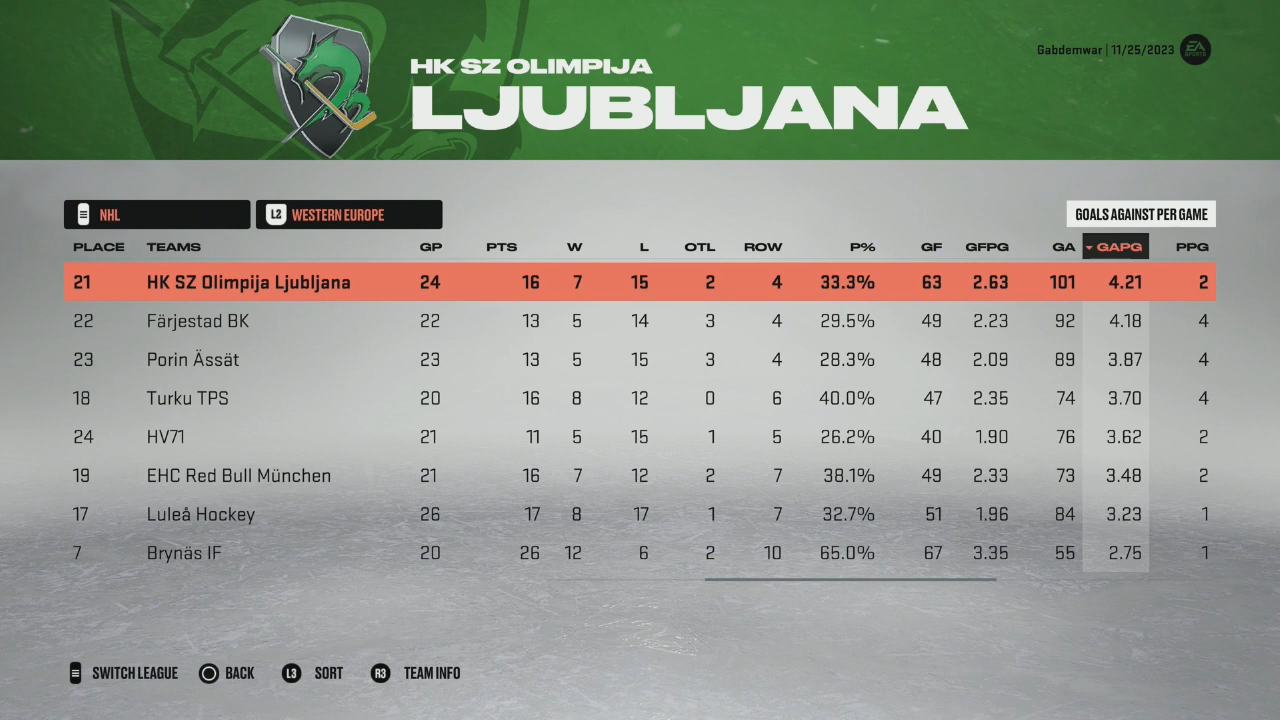 HK SZ OLIMPIJA
LJUBLJANA
Gabdemwar | 11/25/2023 EA SPORTS
NHL L2 WESTERN EUROPE GOALS AGAINST PER GAME
PLACE TEAMS GP PTS W L OTL ROW P% GF GFPG GA GAPG PPG
21 HK SZ Olimpija Ljubljana 24 16 7 15 2 4 33.3% 63 2.63 101 4.21 2
22 Färjestad BK 22 13 5 14 3 4 29.5% 49 2.23 92 4.18 4
23 Porin Ässät 23 13 5 15 3 4 28.3% 48 2.09 89 3.87 4
18 Turku TPS 20 16 8 12 0 6 40.0% 47 2.35 74 3.70 4
24 HV71 21 11 5 15 1 5 26.2% 40 1.90 76 3.62 2
19 EHC Red Bull München 21 16 7 12 2 7 38.1% 49 2.33 73 3.48 2
17 Luleå Hockey 26 17 8 17 1 7 32.7% 51 1.96 84 3.23 1
7 Brynäs IF 20 26 12 6 2 10 65.0% 67 3.35 55 2.75 1
SWITCH LEAGUE BACK L3 SORT R3 TEAM INFO